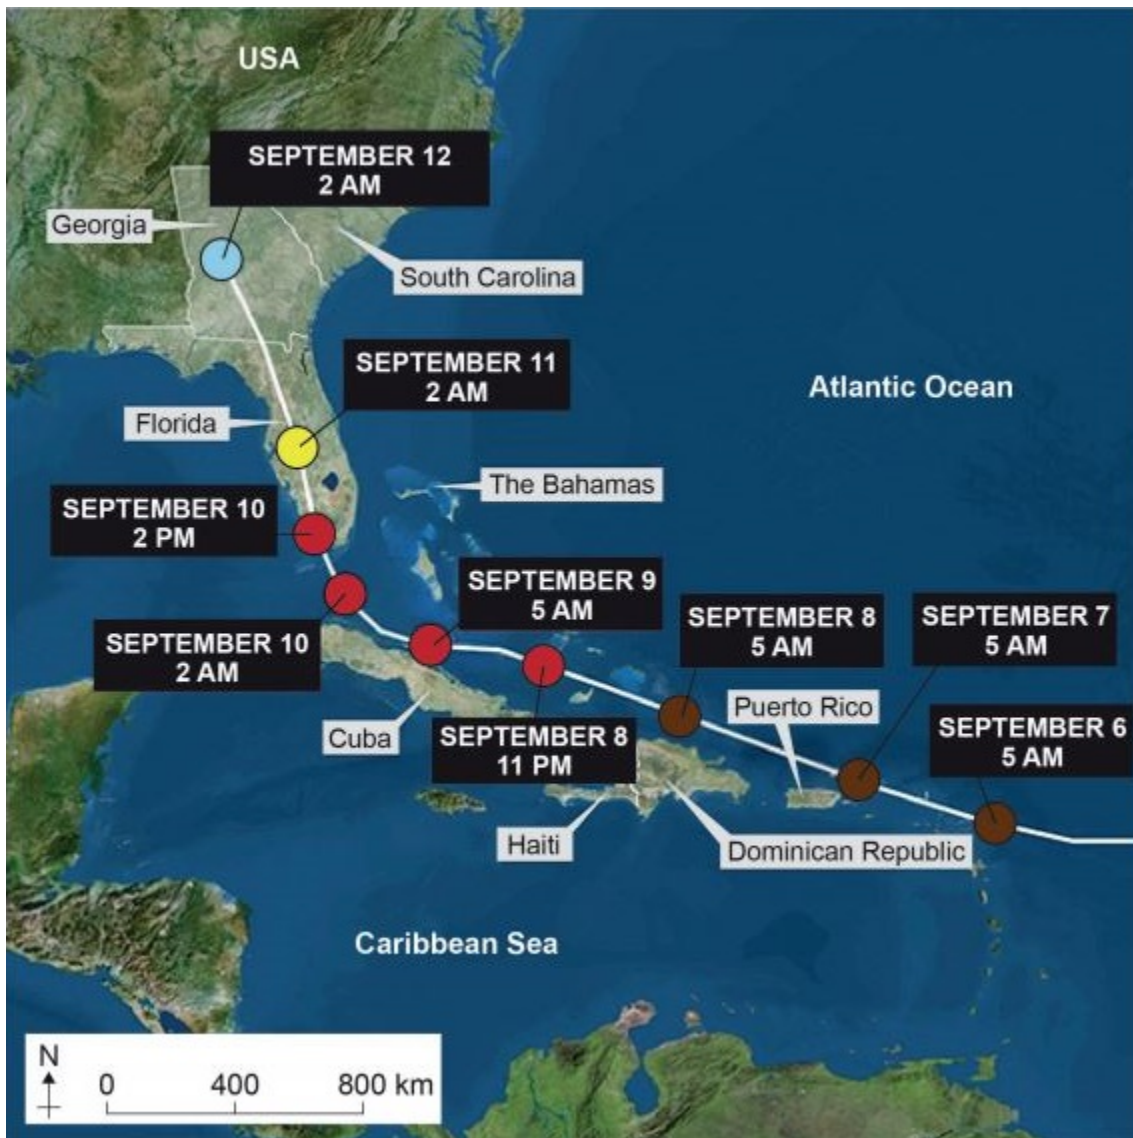 USA
SEPTEMBER 12
2 AM
Georgia
South Carolina
SEPTEMBER 11
2 AM
Atlantic Ocean
Florida
The Bahamas
SEPTEMBER 10
2 PM
SEPTEMBER 9
5 AM
SEPTEMBER 8
5 AM
SEPTEMBER 7
5 AM
SEPTEMBER 10
2 AM
Puerto Rico
Cuba
SEPTEMBER 8
11 PM
SEPTEMBER 6
5 AM
Haiti
Dominican Republic
Caribbean Sea
N
0 400 800 km